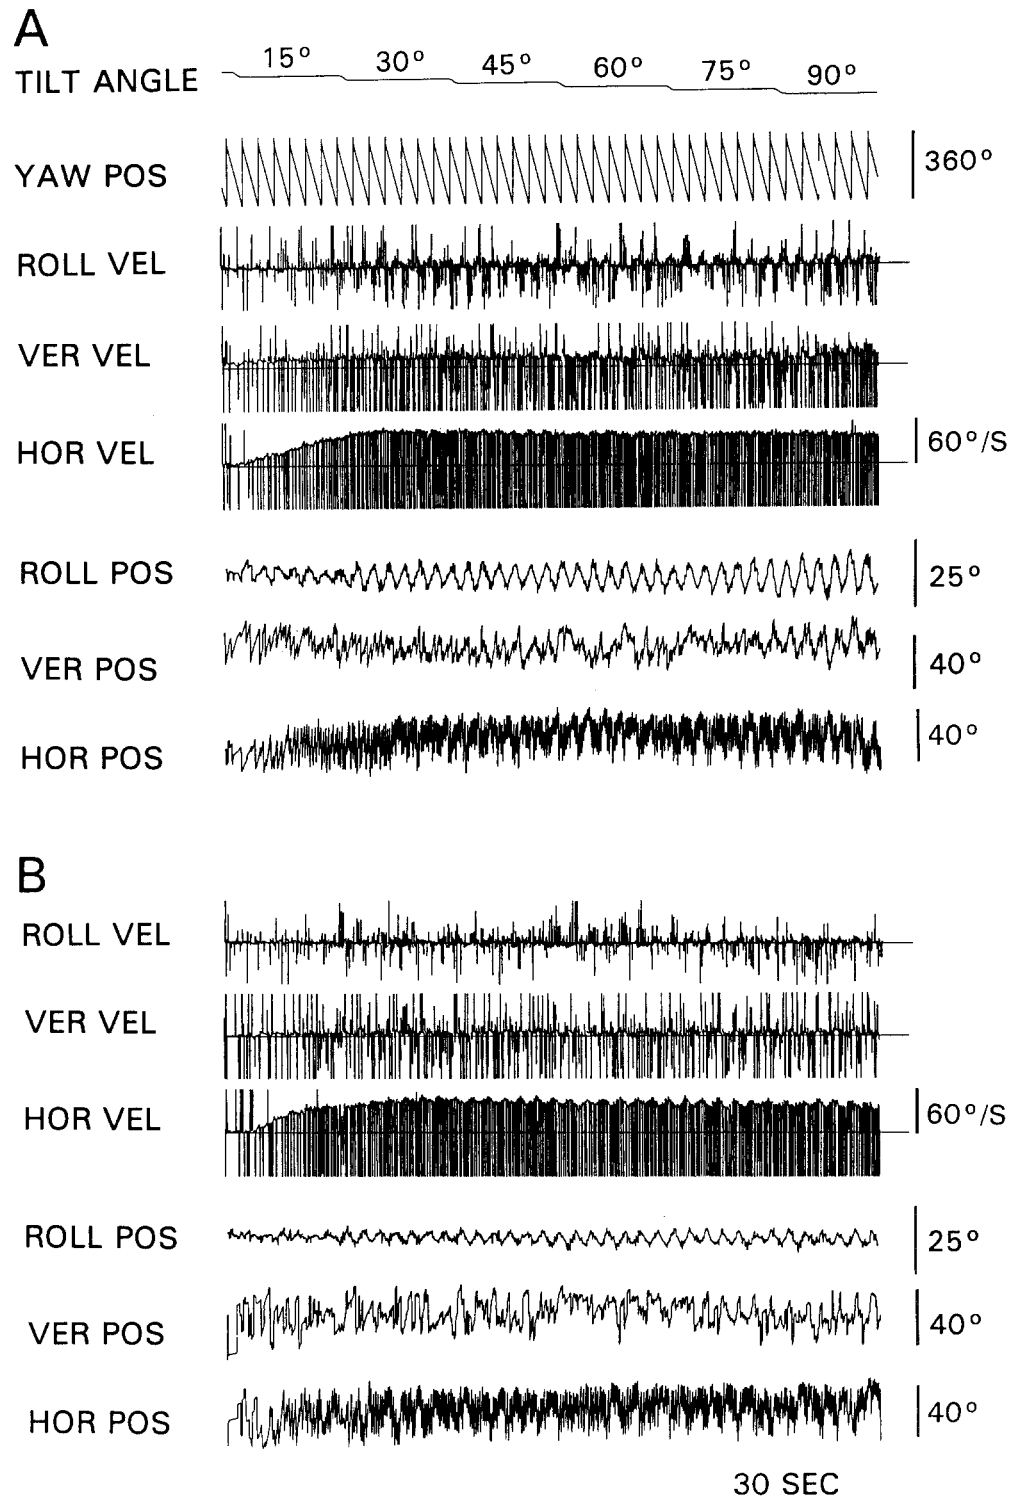 A
TILT ANGLE 15° 30° 45° 60° 75° 90°
YAW POS 360°
ROLL VEL
VER VEL
HOR VEL 60°/S
ROLL POS 25°
VER POS 40°
HOR POS 40°
B
ROLL VEL
VER VEL
HOR VEL 60°/S
ROLL POS 25°
VER POS 40°
HOR POS 40°
30 SEC